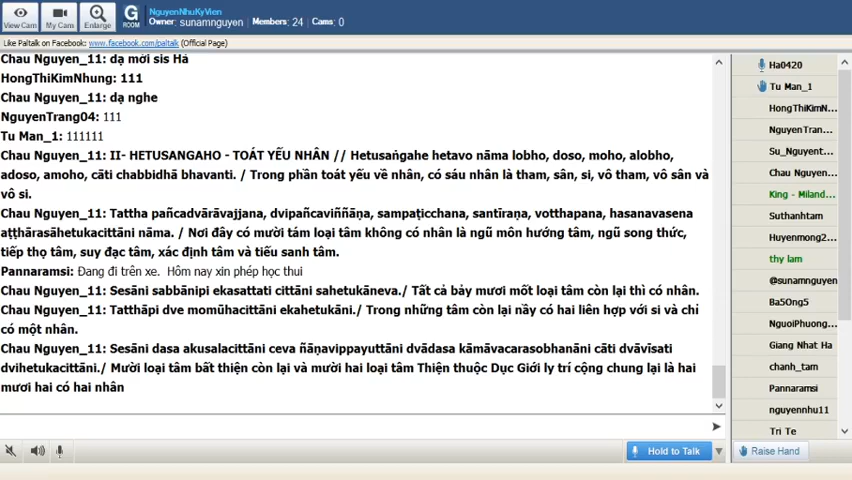 View Cam
My Cam
Enlarge
G
ROOM
NguyenNhuKyVien
Owner: sunamnguyen Members: 24 Cams: 0
Like Paltalk on Facebook: www.facebook.com/paltalk (Official Page)
Chau Nguyen_11: dạ mời sis Hà
HongThiKimNhung: 111
Chau Nguyen_11: dạ nghe
NguyenTrang04: 111
Tu Man_1: 111111
Chau Nguyen_11: II- HETUSANGAHO - TOÁT YẾU NHÂN // Hetusaṅgahe hetavo nāma lobho, doso, moho, alobho,
adoso, amoho, cāti chabbidhā bhavanti. / Trong phần toát yếu về nhân, có sáu nhân là tham, sân, si, vô tham, vô sân và
vô si.
Chau Nguyen_11: Tattha pañcadvārāvajjana, dvipañcaviññāṇa, sampaṭicchana, santīraṇa, votthapana, hasanavasena
aṭṭhārasāhetukacittāni nāma. / Nơi đây có mười tám loại tâm không có nhân là ngũ môn hướng tâm, ngũ song thức,
tiếp thọ tâm, suy đạc tâm, xác định tâm và tiếu sanh tâm.
Pannaramsi: Đang đi trên xe. Hôm nay xin phép học thui
Chau Nguyen_11: Sesāni sabbānipi ekasattati cittāni sahetukāneva./ Tất cả bảy mươi mốt loại tâm còn lại thì có nhân.
Chau Nguyen_11: Tatthāpi dve momūhacittāni ekahetukāni./ Trong những tâm còn lại nầy có hai liên hợp với si và chỉ
có một nhân.
Chau Nguyen_11: Sesāni dasa akusalacittāni ceva ñāṇavippayuttāni dvādasa kāmāvacarasobhanāni cāti dvāvīsati
dvihetukacittāni./ Mười loại tâm bất thiện còn lại và mười hai loại tâm Thiện thuộc Dục Giới ly trí cộng chung lại là hai
mươi hai có hai nhân
Hold to Talk
Ha0420
Tu Man_1
HongThiKimN...
NguyenTran...
Su_Nguyent...
Chau Nguyen...
King - Miland...
Suthanhtam
Huyenmong2...
thy lam
@sunamnguyen
Ba5Ong5
NguoiPhuong...
Giang Nhat Ha
chanh_tam
Pannaramsi
nguyennhu11
Tri Te
Raise Hand